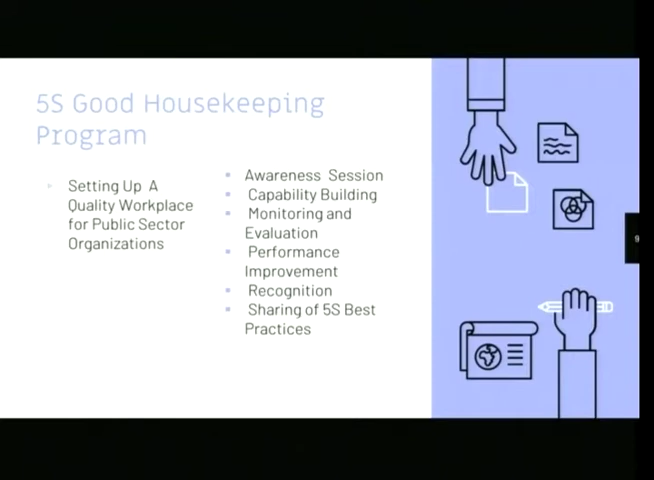 5S Good Housekeeping
Program
Setting Up A
Quality Workplace
for Public Sector
Organizations
Awareness Session
Capability Building
Monitoring and
Evaluation
Performance
Improvement
Recognition
Sharing of 5S Best
Practices
9